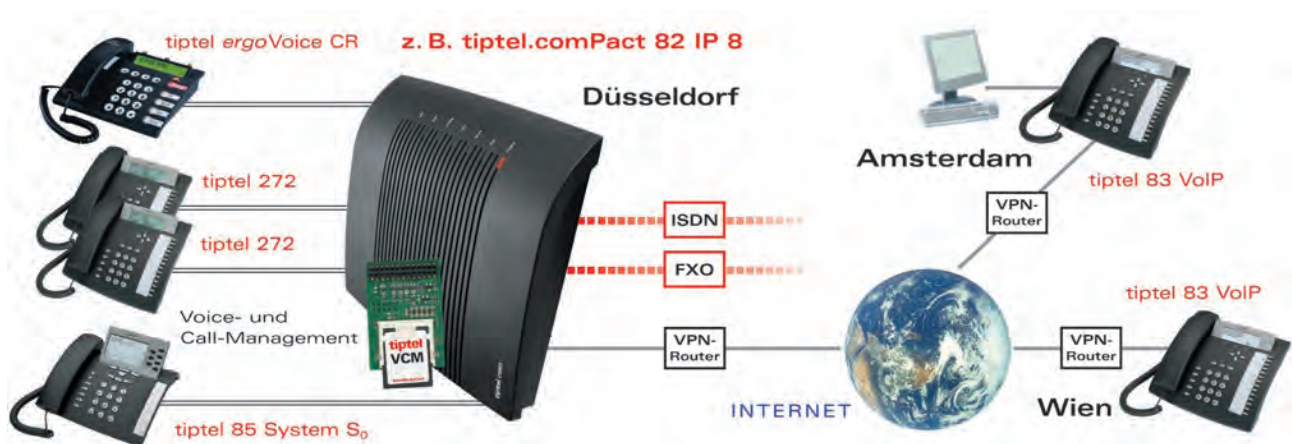 tiptel ergoVoice CR
z. B. tiptel.comPact 82 IP 8
Düsseldorf
Amsterdam
tiptel 83 VoIP
tiptel 272
tiptel 272
ISDN
FXO
VPN-
Router
tiptel 83 VoIP
Voice- und
Call-Management
tiptel
VCM
VPN-
Router
VPN-
Router
INTERNET
Wien
tiptel 85 System S₀